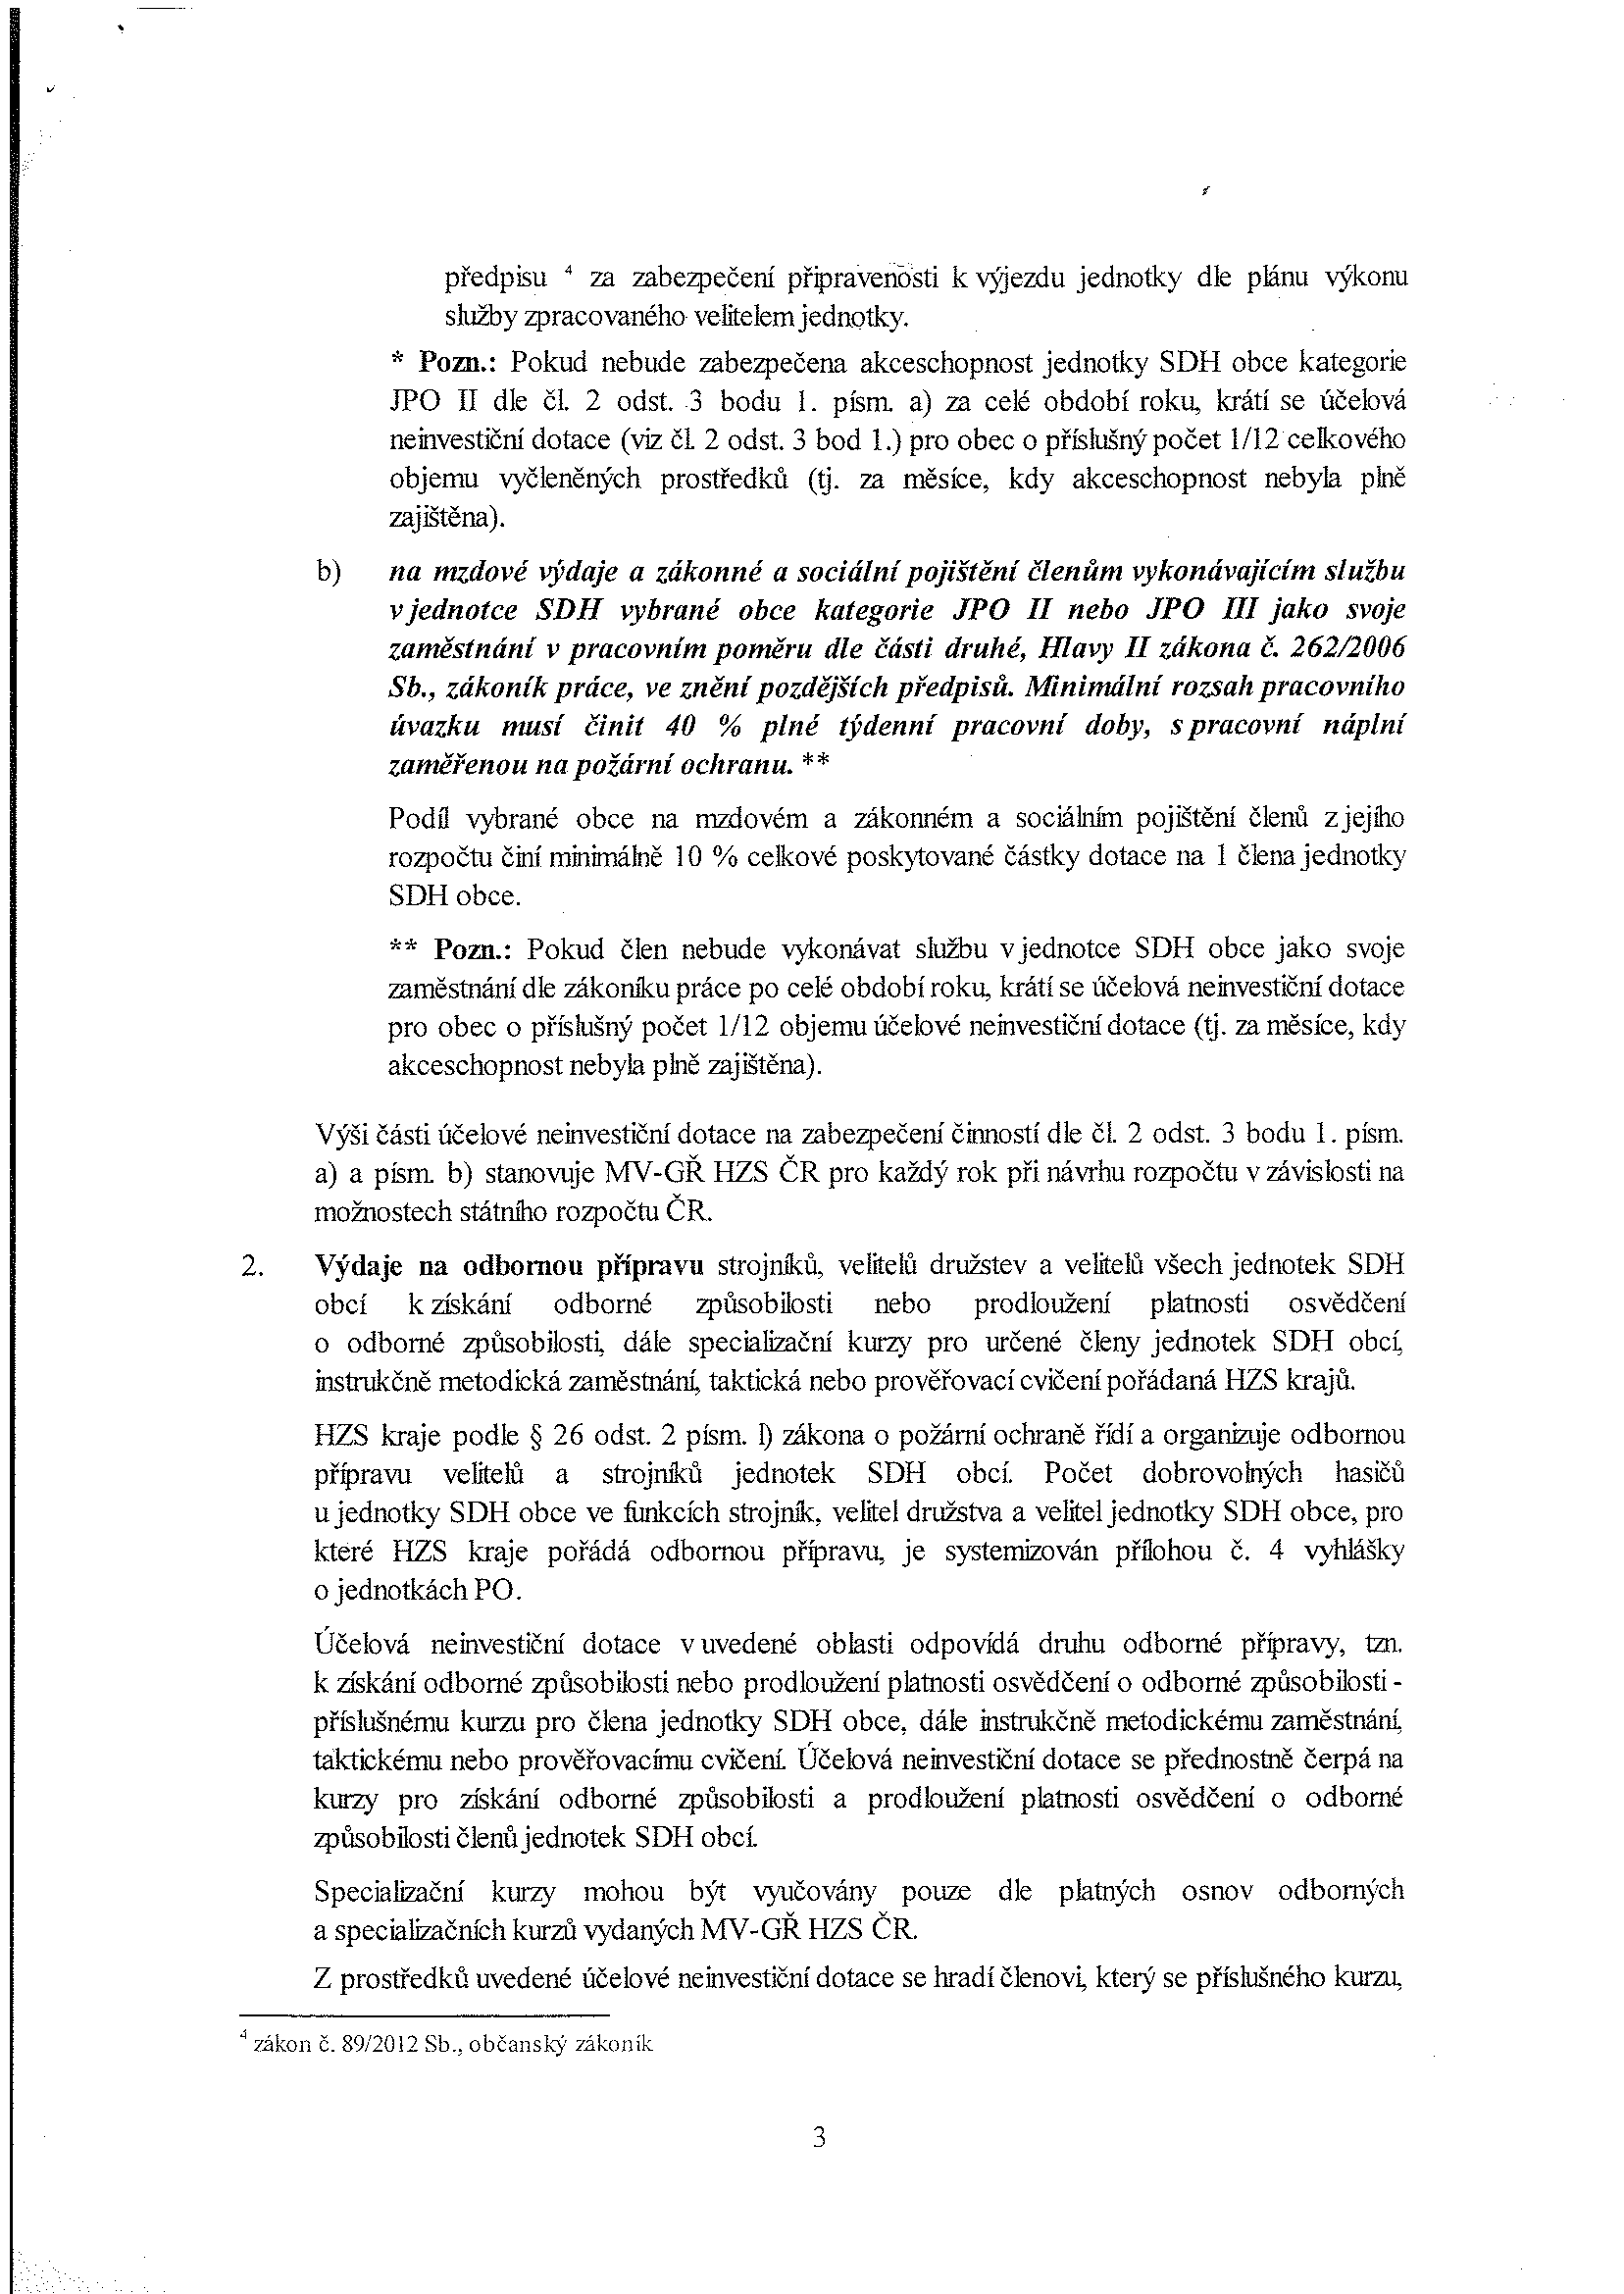 předpisu ⁴ za zabezpečení připravenosti k výjezdu jednotky dle plánu výkonu
služby zpracovaného velitelem jednotky.
* Pozn.: Pokud nebude zabezpečena akceschopnost jednotky SDH obce kategorie
JPO II dle čl. 2 odst. 3 bodu 1. písm. a) za celé období roku, krátí se účelová
neinvestiční dotace (viz čl. 2 odst. 3 bod 1.) pro obec o příslušný počet 1/12 celkového
objemu vyčleněných prostředků (tj. za měsíce, kdy akceschopnost nebyla plně
zajištěna).
b) na mzdové výdaje a zákonné a sociální pojištění členům vykonávajícím službu
v jednotce SDH vybrané obce kategorie JPO II nebo JPO III jako svoje
zaměstnání v pracovním poměru dle části druhé, Hlavy II zákona č. 262/2006
Sb., zákoník práce, ve znění pozdějších předpisů. Minimální rozsah pracovního
úvazku musí činit 40 % plné týdenní pracovní doby, s pracovní náplní
zaměřenou na požární ochranu. **
Podíl vybrané obce na mzdovém a zákonném a sociálním pojištění členů z jejího
rozpočtu činí minimálně 10 % celkové poskytované částky dotace na 1 člena jednotky
SDH obce.
** Pozn.: Pokud člen nebude vykonávat službu v jednotce SDH obce jako svoje
zaměstnání dle zákoníku práce po celé období roku, krátí se účelová neinvestiční dotace
pro obec o příslušný počet 1/12 objemu účelové neinvestiční dotace (tj. za měsíce, kdy
akceschopnost nebyla plně zajištěna).
Výši části účelové neinvestiční dotace na zabezpečení činností dle čl. 2 odst. 3 bodu 1. písm.
a) a písm. b) stanovuje MV-GŘ HZS ČR pro každý rok při návrhu rozpočtu v závislosti na
možnostech státního rozpočtu ČR.
2. Výdaje na odbornou přípravu strojníků, velitelů družstev a velitelů všech jednotek SDH
obcí k získání odborné způsobilosti nebo prodloužení platnosti osvědčení
o odborné způsobilosti, dále specializační kurzy pro určené členy jednotek SDH obcí,
instrukčně metodická zaměstnání, taktická nebo prověřovací cvičení pořádaná HZS krajů.
HZS kraje podle § 26 odst. 2 písm. l) zákona o požární ochraně řídí a organizuje odbornou
přípravu velitelů a strojníků jednotek SDH obcí. Počet dobrovolných hasičů
u jednotky SDH obce ve funkcích strojník, velitel družstva a velitel jednotky SDH obce, pro
které HZS kraje pořádá odbornou přípravu, je systemizován přílohou č. 4 vyhlášky
o jednotkách PO.
Účelová neinvestiční dotace v uvedené oblasti odpovídá druhu odborné přípravy, tzn.
k získání odborné způsobilosti nebo prodloužení platnosti osvědčení o odborné způsobilosti -
příslušnému kurzu pro člena jednotky SDH obce, dále instrukčně metodickému zaměstnání,
taktickému nebo prověřovacímu cvičení. Účelová neinvestiční dotace se přednostně čerpá na
kurzy pro získání odborné způsobilosti a prodloužení platnosti osvědčení o odborné
způsobilosti členů jednotek SDH obcí.
Specializační kurzy mohou být vyučovány pouze dle platných osnov odborných
a specializačních kurzů vydaných MV-GŘ HZS ČR.
Z prostředků uvedené účelové neinvestiční dotace se hradí členovi, který se příslušného kurzu,
⁴ zákon č. 89/2012 Sb., občanský zákoník
3